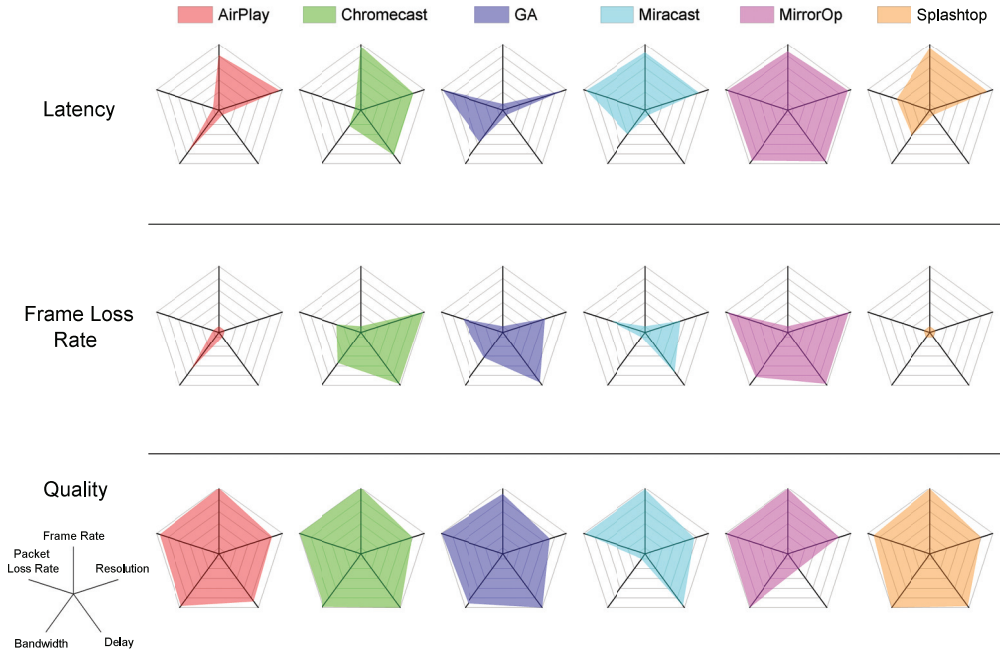 AirPlay Chromecast GA Miracast MirrorOp Splashtop
Latency
Frame Loss
Rate
Quality
Frame Rate
Packet
Loss Rate
Resolution
Bandwidth
Delay